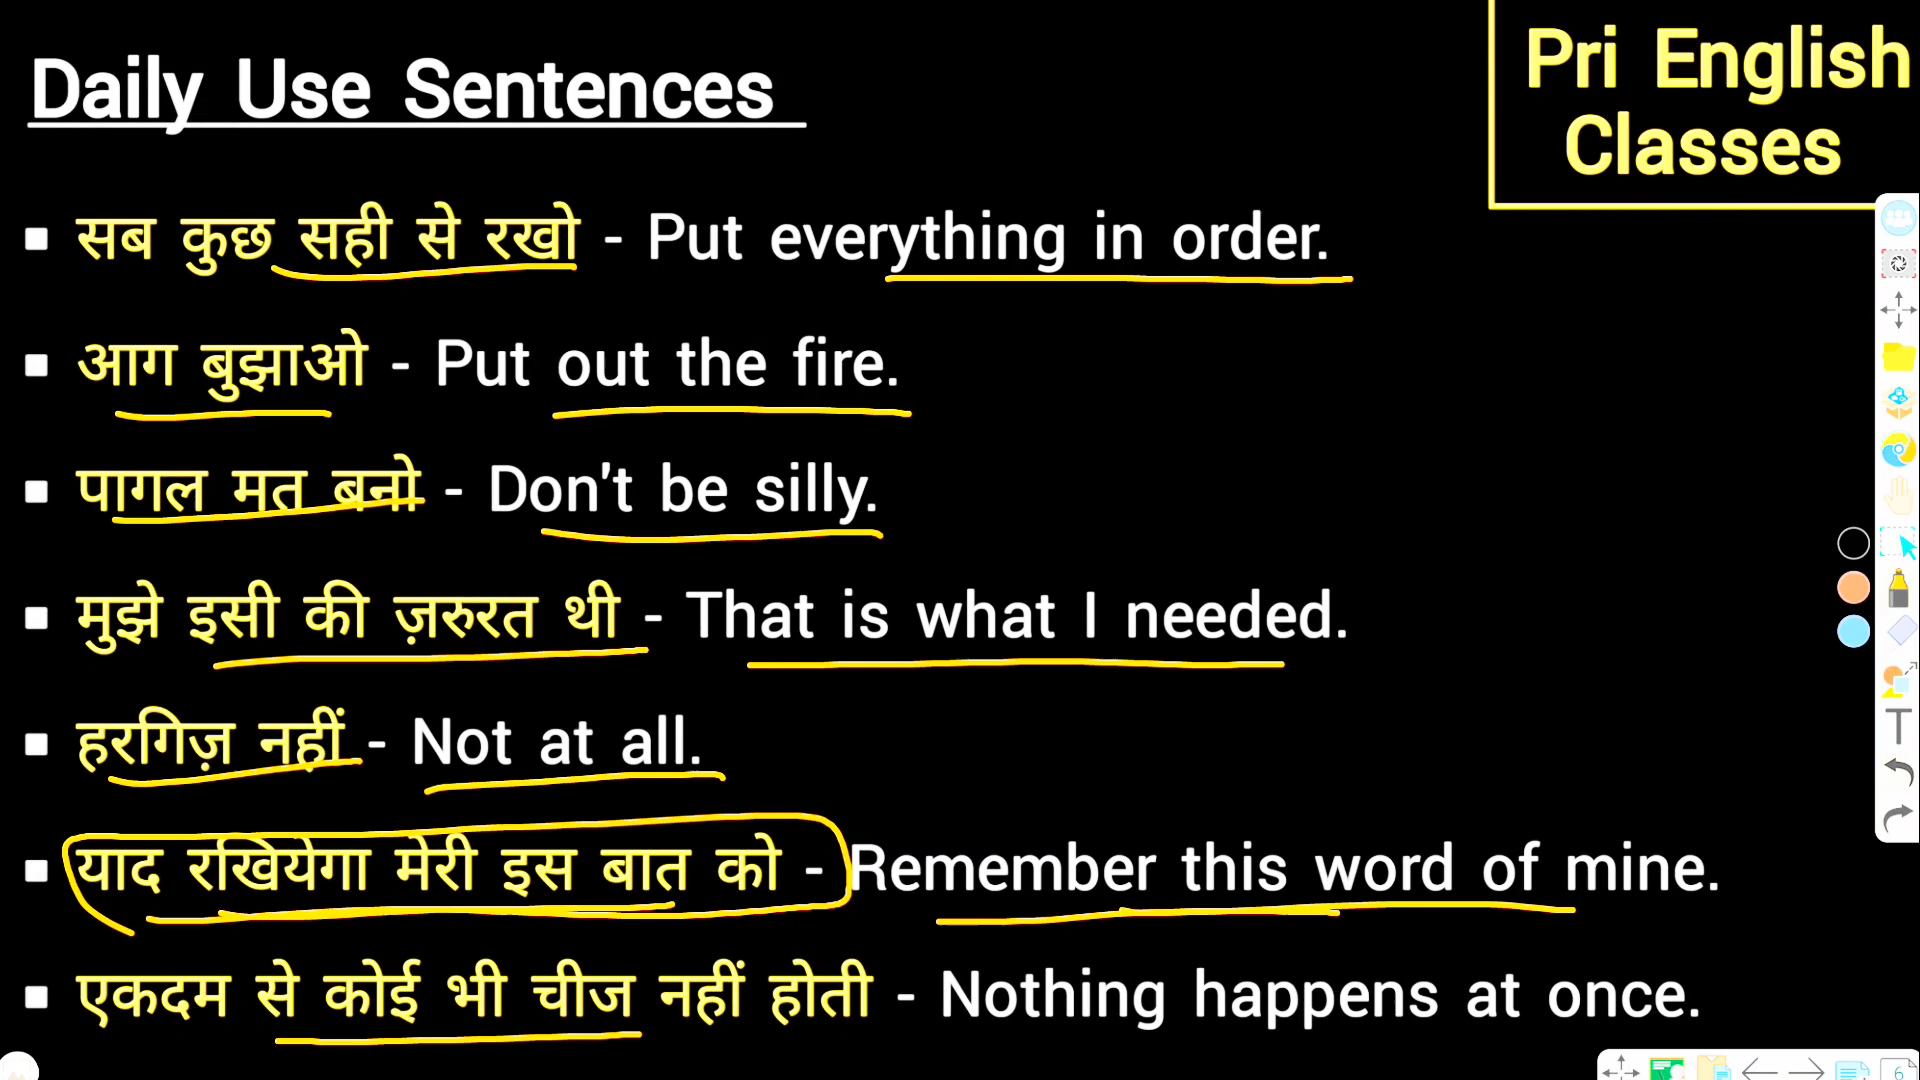 Daily Use Sentences
Pri English
Classes
सब कुछ सही से रखो - Put everything in order.
आग बुझाओ - Put out the fire.
पागल मत बनो - Don't be silly.
मुझे इसी की ज़रुरत थी - That is what I needed.
हरगिज़ नहीं - Not at all.
याद रखियेगा मेरी इस बात को - Remember this word of mine.
एकदम से कोई भी चीज नहीं होती - Nothing happens at once.
T
6